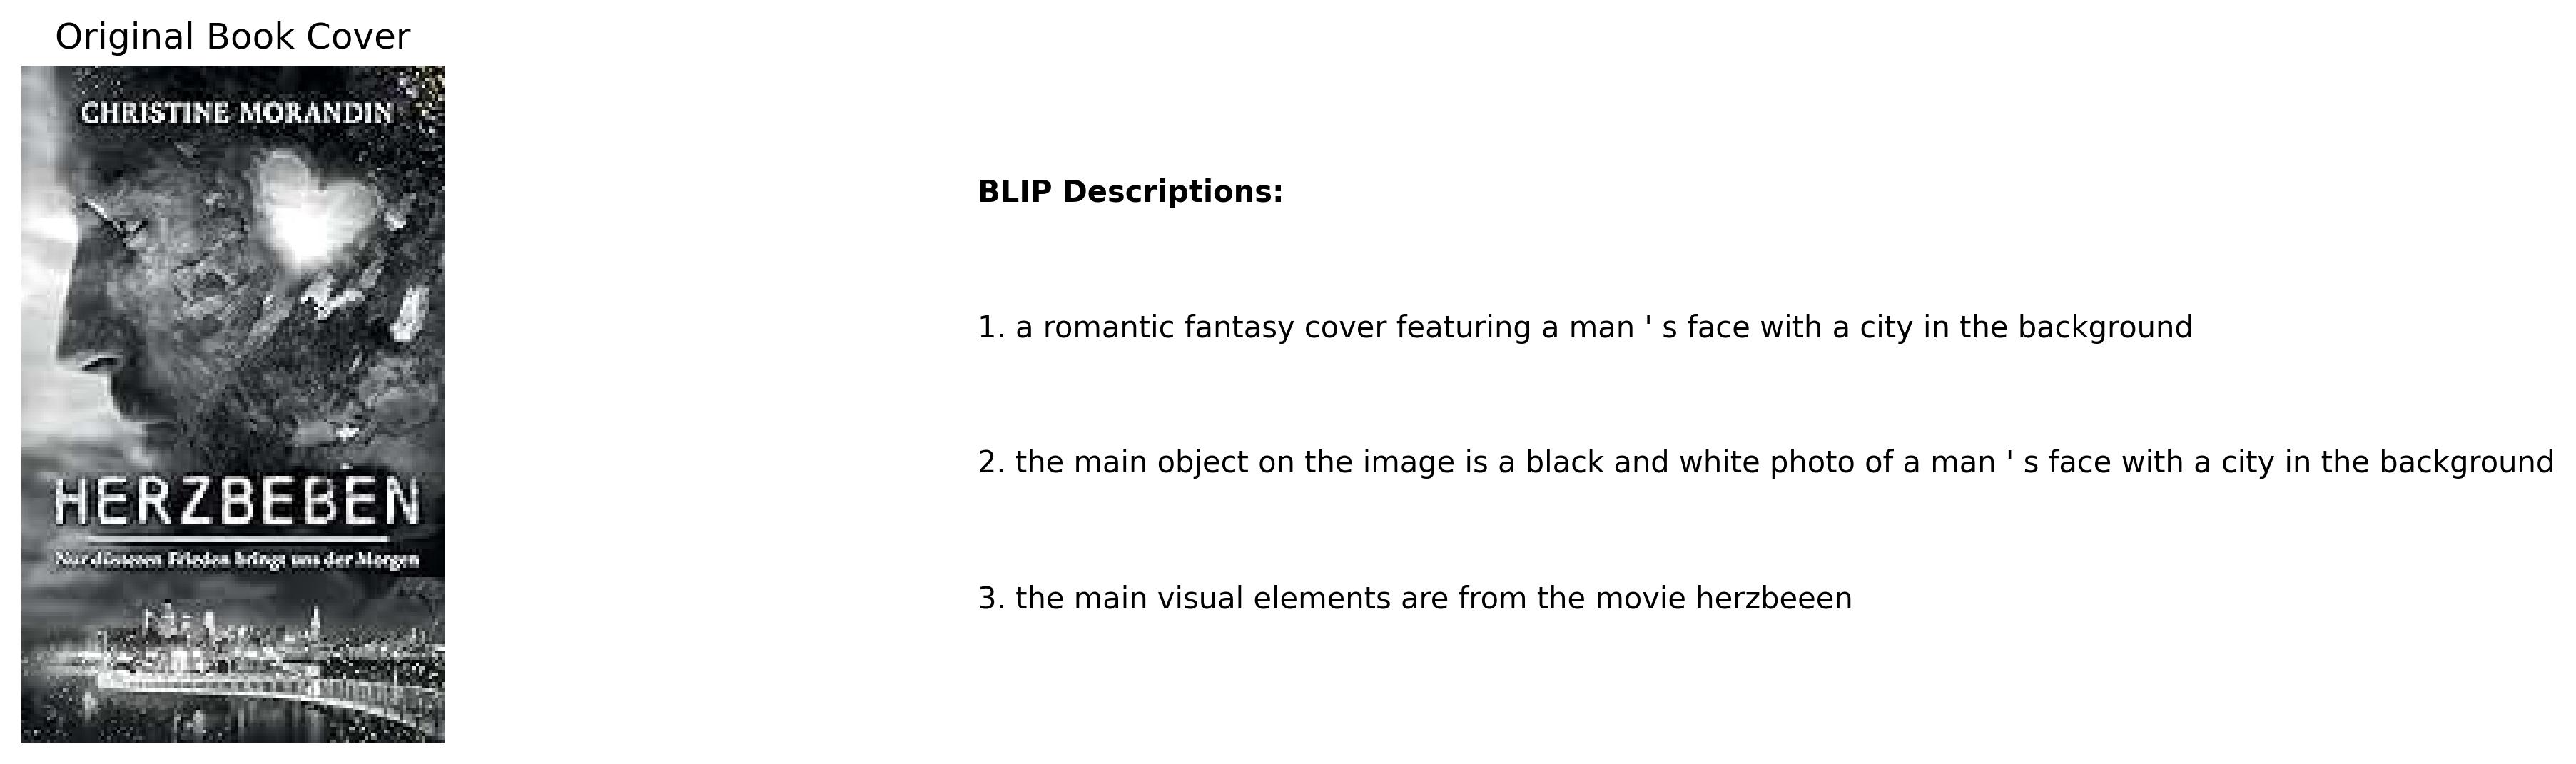 Original Book Cover
CHRISTINE MORANDIN
HERZBEBEN
Nur düsteren Frieden bringt uns der Morgen
BLIP Descriptions:
1. a romantic fantasy cover featuring a man ' s face with a city in the background
2. the main object on the image is a black and white photo of a man ' s face with a city in the background
3. the main visual elements are from the movie herzbeeen